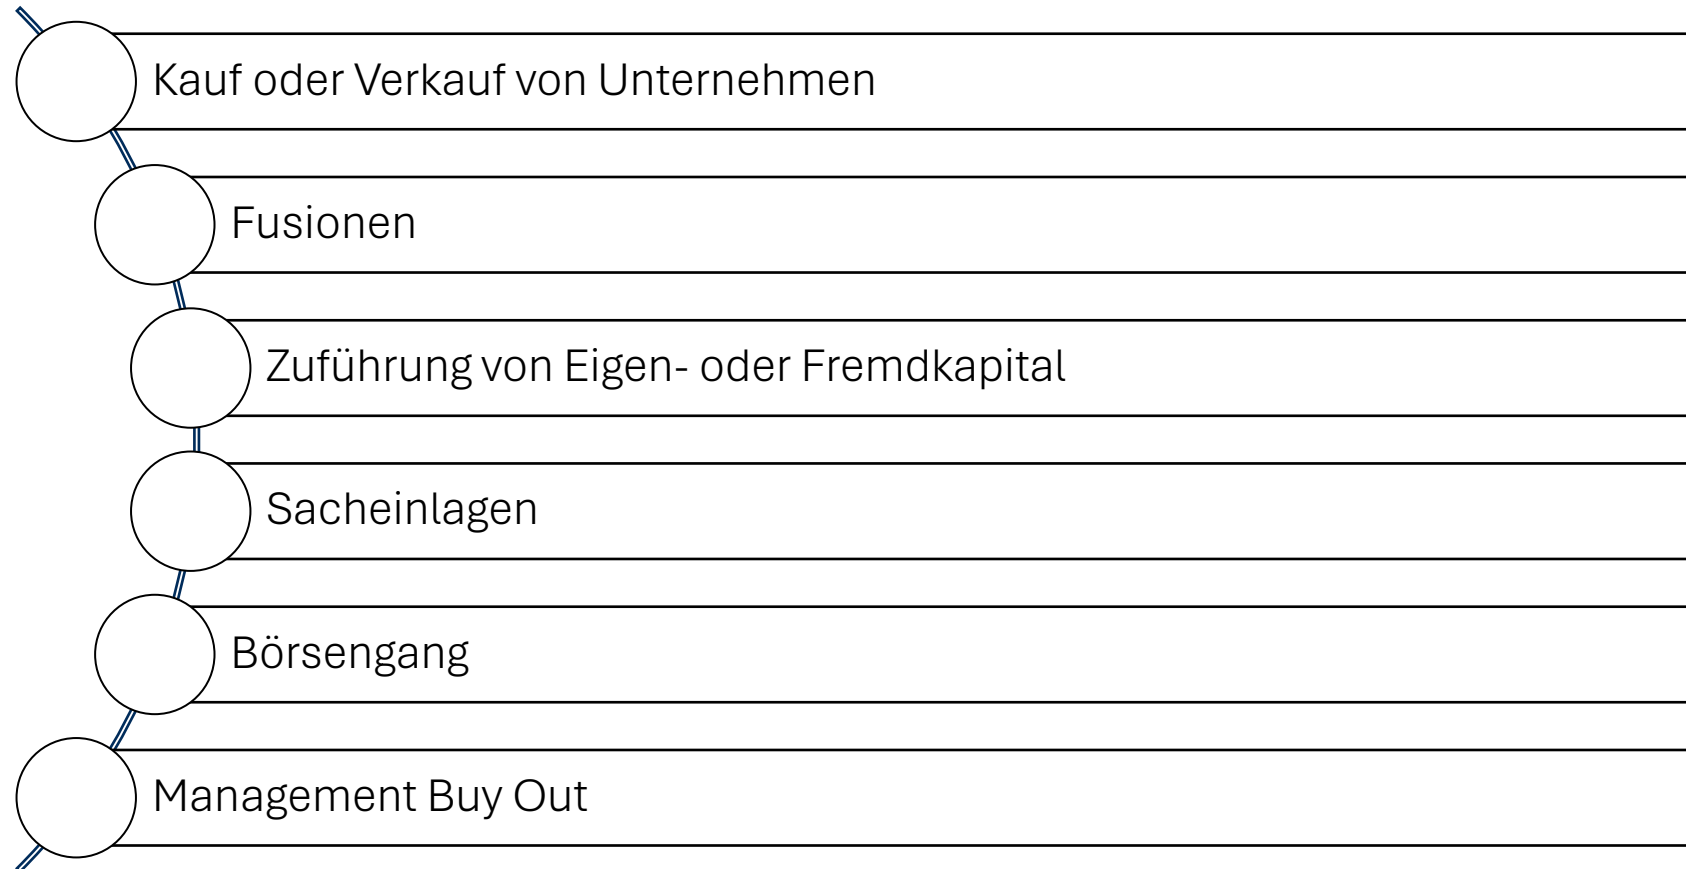 Kauf oder Verkauf von Unternehmen
Fusionen
Zuführung von Eigen- oder Fremdkapital
Sacheinlagen
Börsengang
Management Buy Out